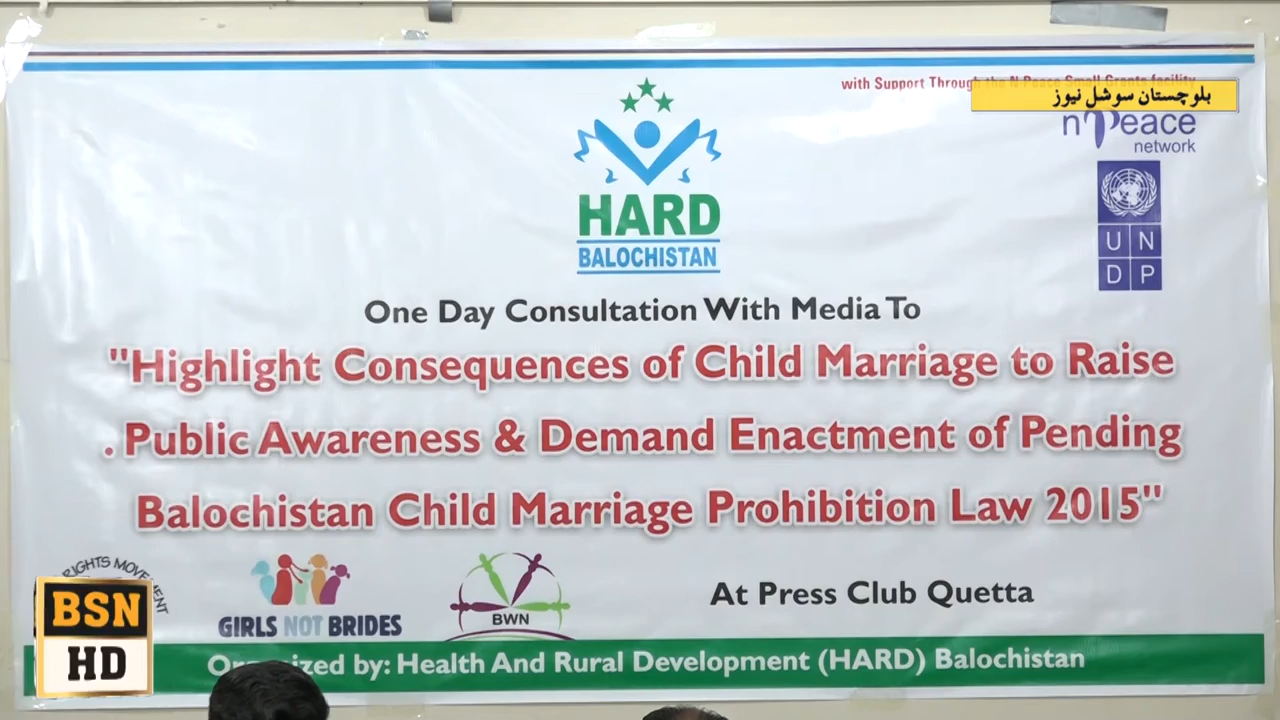 with Support Through the N Peace Small Grants facility
بلوچستان سوشل نیوز
n Peace
network
U N
D P
HARD
BALOCHISTAN
One Day Consultation With Media To
"Highlight Consequences of Child Marriage to Raise
. Public Awareness & Demand Enactment of Pending
Balochistan Child Marriage Prohibition Law 2015"
RIGHTS MOVEMENT
GIRLS NOT BRIDES
BWN
At Press Club Quetta
BSN
HD
Organized by: Health And Rural Development (HARD) Balochistan